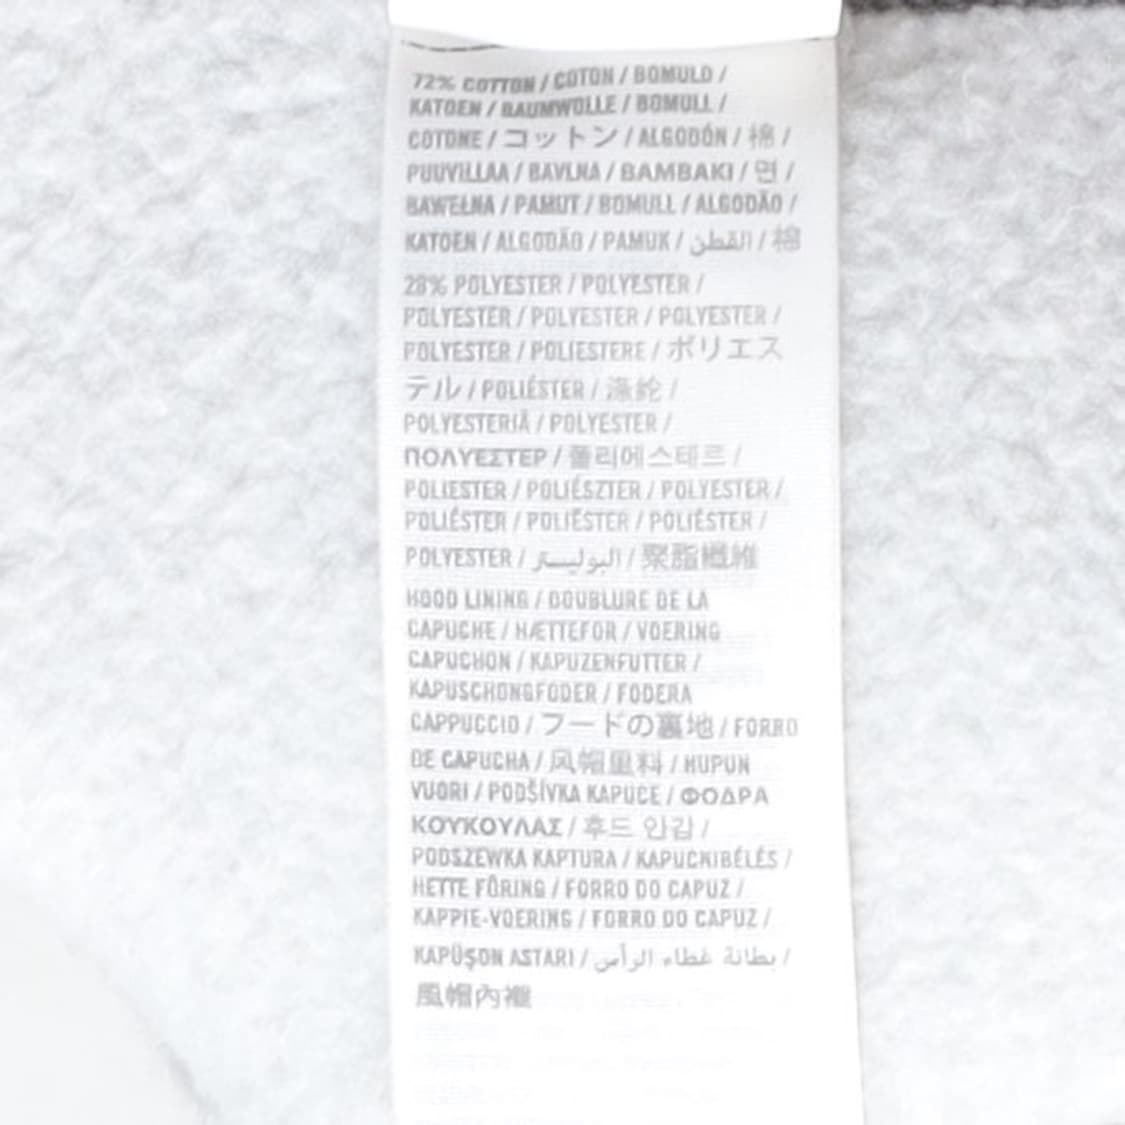 72% COTTON / COTON / BOMULD /
KATOEN / BAUMWOLLE / BOMULL /
COTONE / コットン / ALGODÓN / 棉 /
PUUVILLAA / BAVLNA / BAMBAKI / 면 /
BAWEŁNA / PAMUT / BOMULL / ALGODÃO /
KATOEN / ALGODÃO / PAMUK / القطن / 棉
28% POLYESTER / POLYESTER /
POLYESTER / POLYESTER / POLYESTER /
POLYESTER / POLIESTERE / ポリエス
テル / POLIÉSTER / 涤纶 /
POLYESTERIÄ / POLYESTER /
ΠΟΛΥΕΣΤΕΡ / 폴리에스테르 /
POLIESTER / POLIÉSZTER / POLYESTER /
POLIÉSTER / POLIËSTER / POLIÉSTER /
POLYESTER / البوليستر / 聚脂纖維
HOOD LINING / DOUBLURE DE LA
CAPUCHE / HÆTTEFOR / VOERING
CAPUCHON / KAPUZENFUTTER /
KAPUSCHONGFODER / FODERA
CAPPUCCIO / フードの裏地 / FORRO
DE CAPUCHA / 风帽里料 / HUPUN
VUORI / PODŠÍVKA KAPUCE / ΦΟΔΡΑ
ΚΟΥΚΟΥΛΑΣ / 후드 안감 /
PODSZEWKA KAPTURA / KAPUCNIBÉLÉS /
HETTE FÔRING / FORRO DO CAPUZ /
KAPPIE-VOERING / FORRO DO CAPUZ /
KAPÜŞON ASTARI / بطانة غطاء الرأس /
風帽內襯